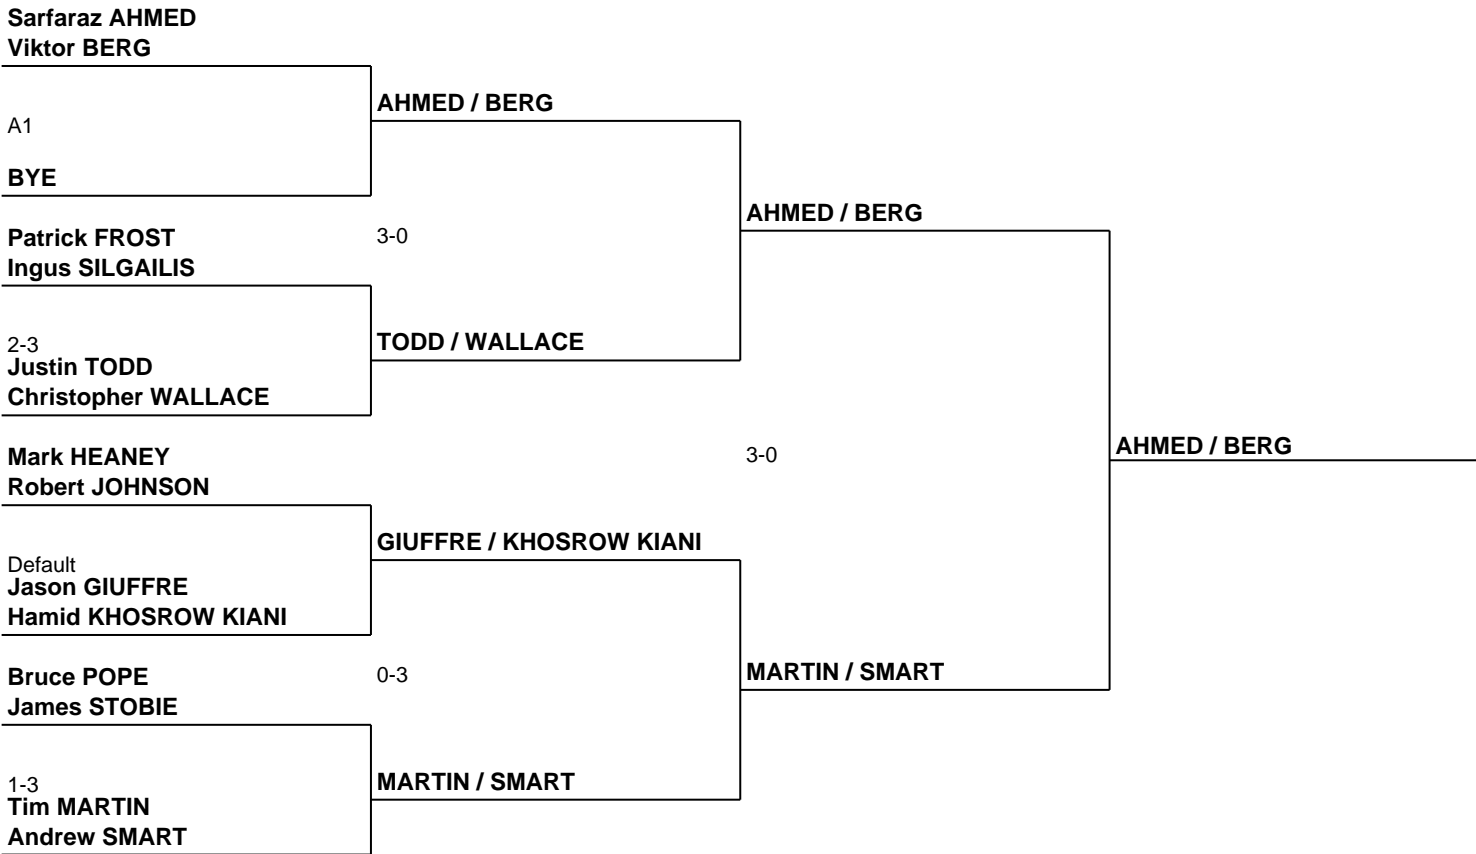 Sarfaraz AHMED
Viktor BERG
AHMED / BERG
A1
BYE
AHMED / BERG
Patrick FROST
3-0
Ingus SILGAILIS
2-3
TODD / WALLACE
Justin TODD
Christopher WALLACE
Mark HEANEY
3-0
AHMED / BERG
Robert JOHNSON
GIUFFRE / KHOSROW KIANI
Default
Jason GIUFFRE
Hamid KHOSROW KIANI
Bruce POPE
0-3
MARTIN / SMART
James STOBIE
1-3
MARTIN / SMART
Tim MARTIN
Andrew SMART